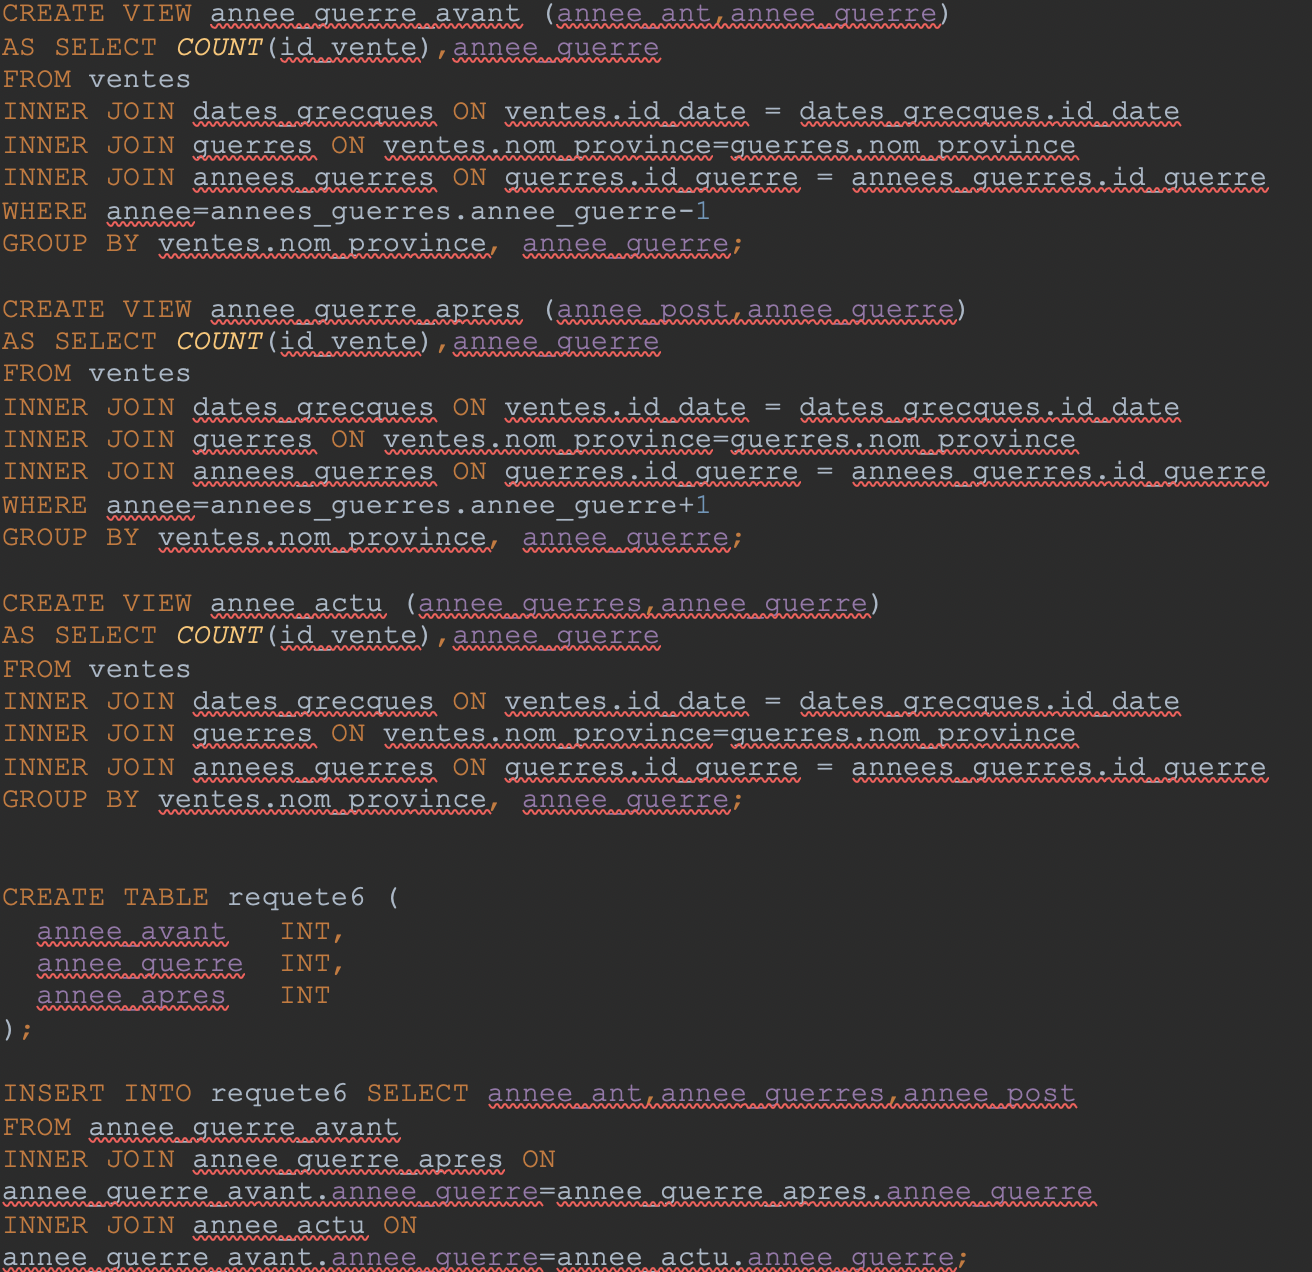 CREATE VIEW annee_guerre_avant (annee_ant,annee_guerre)
AS SELECT COUNT(id_vente),annee_guerre
FROM ventes
INNER JOIN dates_grecques ON ventes.id_date = dates_grecques.id_date
INNER JOIN guerres ON ventes.nom_province=guerres.nom_province
INNER JOIN annees_guerres ON guerres.id_guerre = annees_guerres.id_guerre
WHERE annee=annees_guerres.annee_guerre-1
GROUP BY ventes.nom_province, annee_guerre;
CREATE VIEW annee_guerre_apres (annee_post,annee_guerre)
AS SELECT COUNT(id_vente),annee_guerre
FROM ventes
INNER JOIN dates_grecques ON ventes.id_date = dates_grecques.id_date
INNER JOIN guerres ON ventes.nom_province=guerres.nom_province
INNER JOIN annees_guerres ON guerres.id_guerre = annees_guerres.id_guerre
WHERE annee=annees_guerres.annee_guerre+1
GROUP BY ventes.nom_province, annee_guerre;
CREATE VIEW annee_actu (annee_guerres,annee_guerre)
AS SELECT COUNT(id_vente),annee_guerre
FROM ventes
INNER JOIN dates_grecques ON ventes.id_date = dates_grecques.id_date
INNER JOIN guerres ON ventes.nom_province=guerres.nom_province
INNER JOIN annees_guerres ON guerres.id_guerre = annees_guerres.id_guerre
GROUP BY ventes.nom_province, annee_guerre;
CREATE TABLE requete6 (
annee_avant INT,
annee_guerre INT,
annee_apres INT
);
INSERT INTO requete6 SELECT annee_ant,annee_guerres,annee_post
FROM annee_guerre_avant
INNER JOIN annee_guerre_apres ON
annee_guerre_avant.annee_guerre=annee_guerre_apres.annee_guerre
INNER JOIN annee_actu ON
annee_guerre_avant.annee_guerre=annee_actu.annee_guerre;